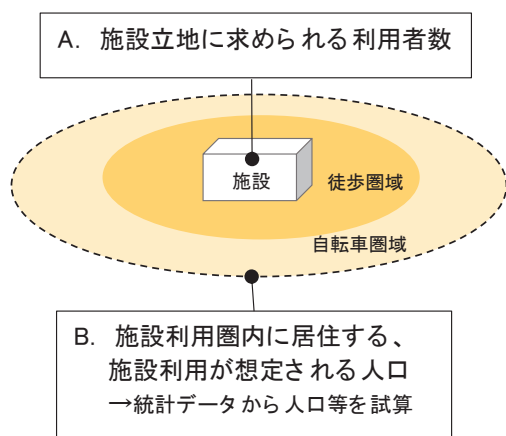 A. 施設立地に求められる利用者数
施設
徒歩圏域
自転車圏域
B. 施設利用圏内に居住する、
施設利用が想定される人口
→統計データから人口等を試算